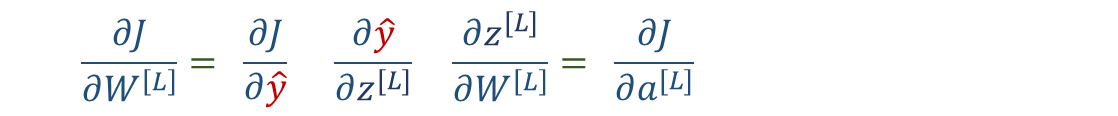 ∂J/∂W^[L] = ∂J/∂ŷ ∂ŷ/∂z^[L] ∂z^[L]/∂W^[L] = ∂J/∂a^[L]